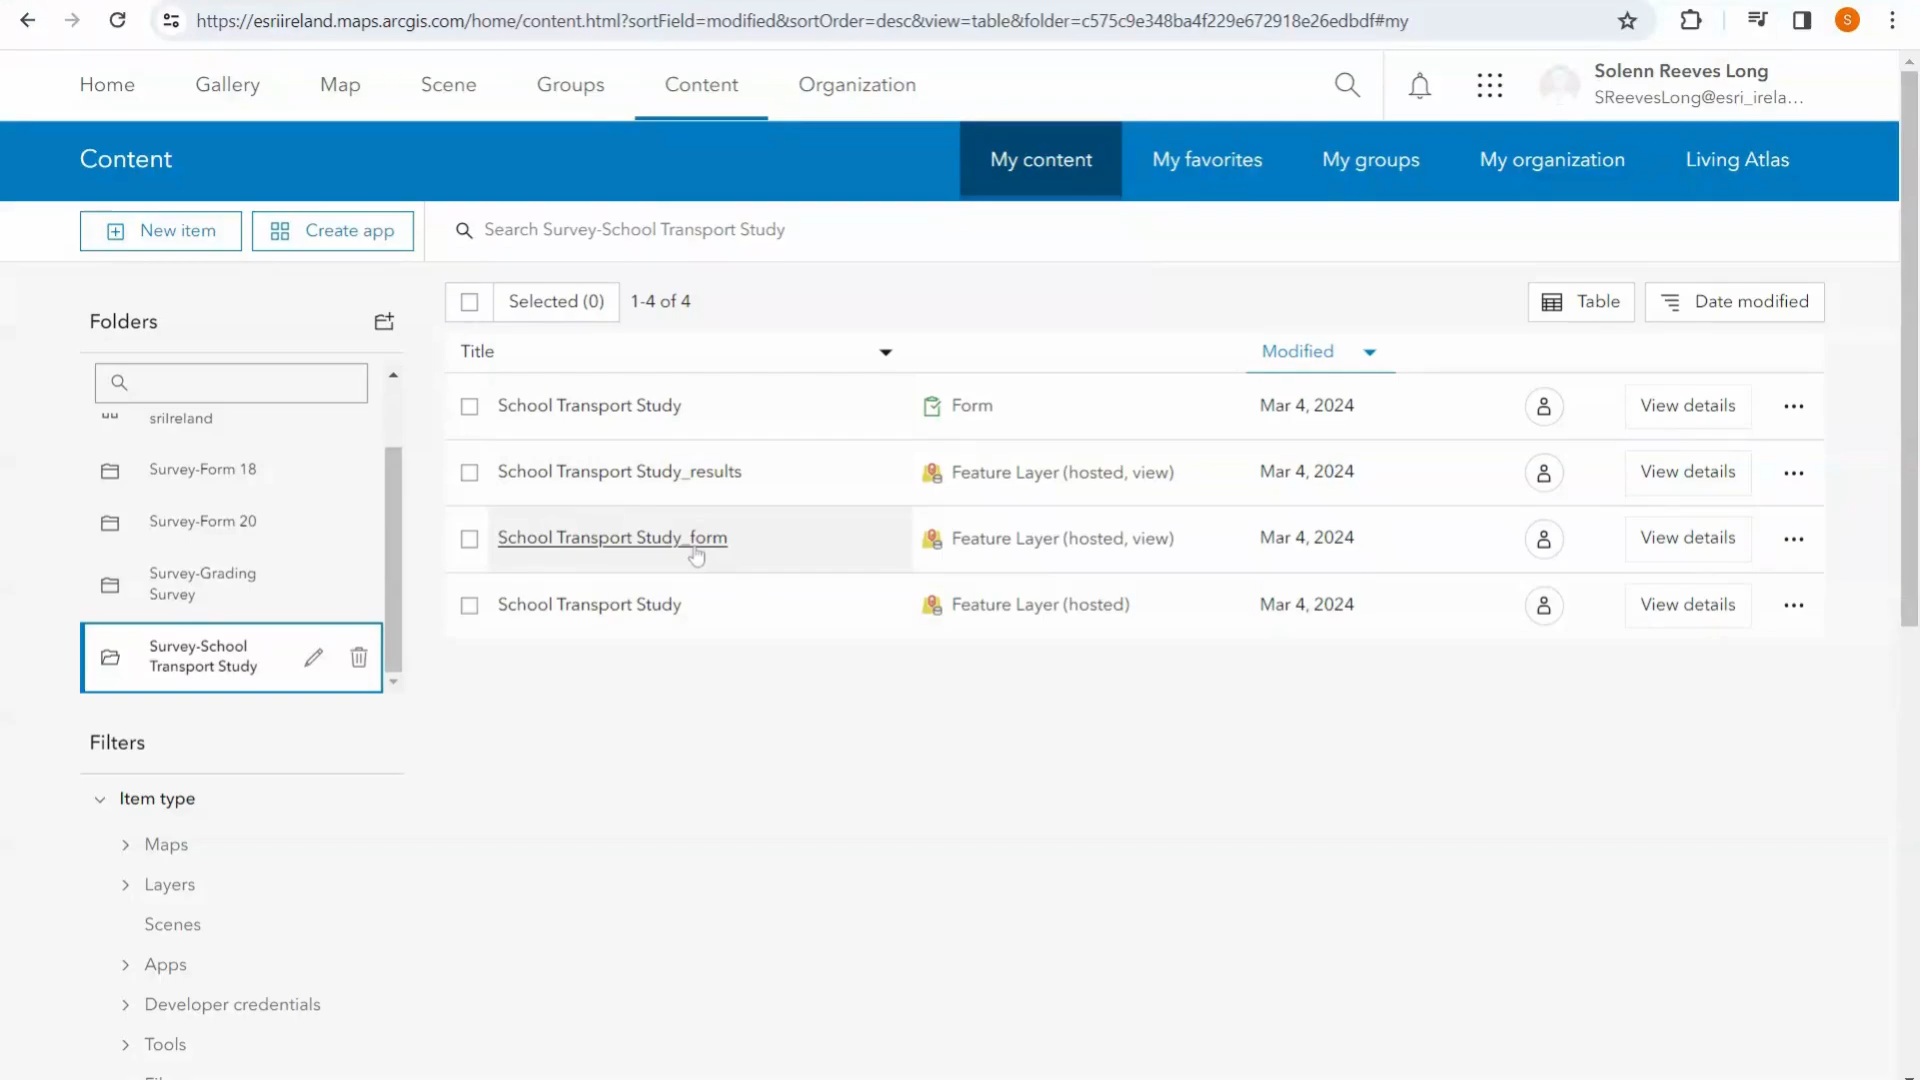 https://esriireland.maps.arcgis.com/home/content.html?sortField=modified&sortOrder=desc&view=table&folder=c575c9e348ba4f229e672918e26edbdf#my
S
Home Gallery Map Scene Groups Content Organization
Solenn Reeves Long
SReevesLong@esri_irela...
Content
My content My favorites My groups My organization Living Atlas
New item Create app Search Survey-School Transport Study
Selected (0) 1-4 of 4 Table Date modified
Folders
Title Modified
srilreland
Survey-Form 18
Survey-Form 20
Survey-Grading
Survey
Survey-School
Transport Study
School Transport Study Form Mar 4, 2024 View details
School Transport Study_results Feature Layer (hosted, view) Mar 4, 2024 View details
School Transport Study_form Feature Layer (hosted, view) Mar 4, 2024 View details
School Transport Study Feature Layer (hosted) Mar 4, 2024 View details
Filters
Item type
Maps
Layers
Scenes
Apps
Developer credentials
Tools